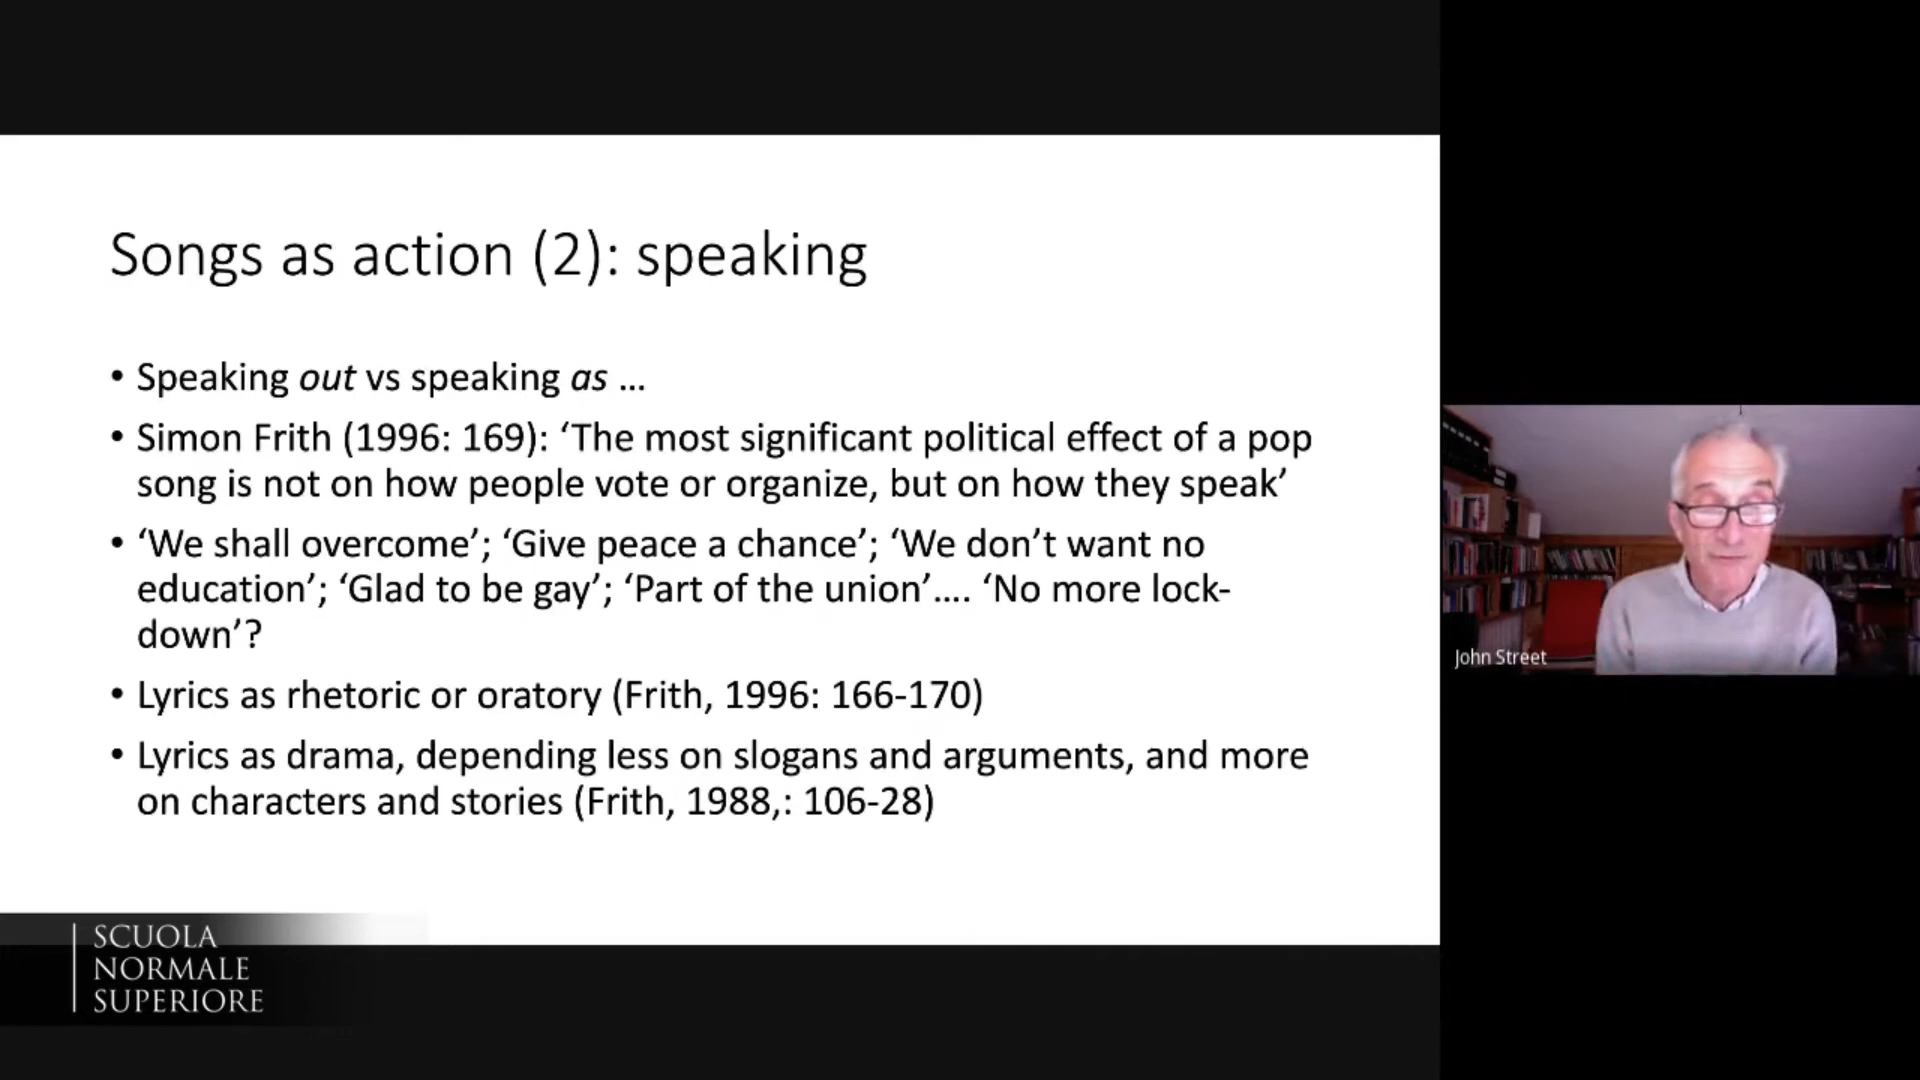 Songs as action (2): speaking
• Speaking out vs speaking as ...
• Simon Frith (1996: 169): ‘The most significant political effect of a pop
song is not on how people vote or organize, but on how they speak’
• ‘We shall overcome’; ‘Give peace a chance’; ‘We don’t want no
education’; ‘Glad to be gay’; ‘Part of the union’.... ‘No more lock-
down’?
• Lyrics as rhetoric or oratory (Frith, 1996: 166-170)
• Lyrics as drama, depending less on slogans and arguments, and more
on characters and stories (Frith, 1988,: 106-28)
John Street
SCUOLA
NORMALE
SUPERIORE